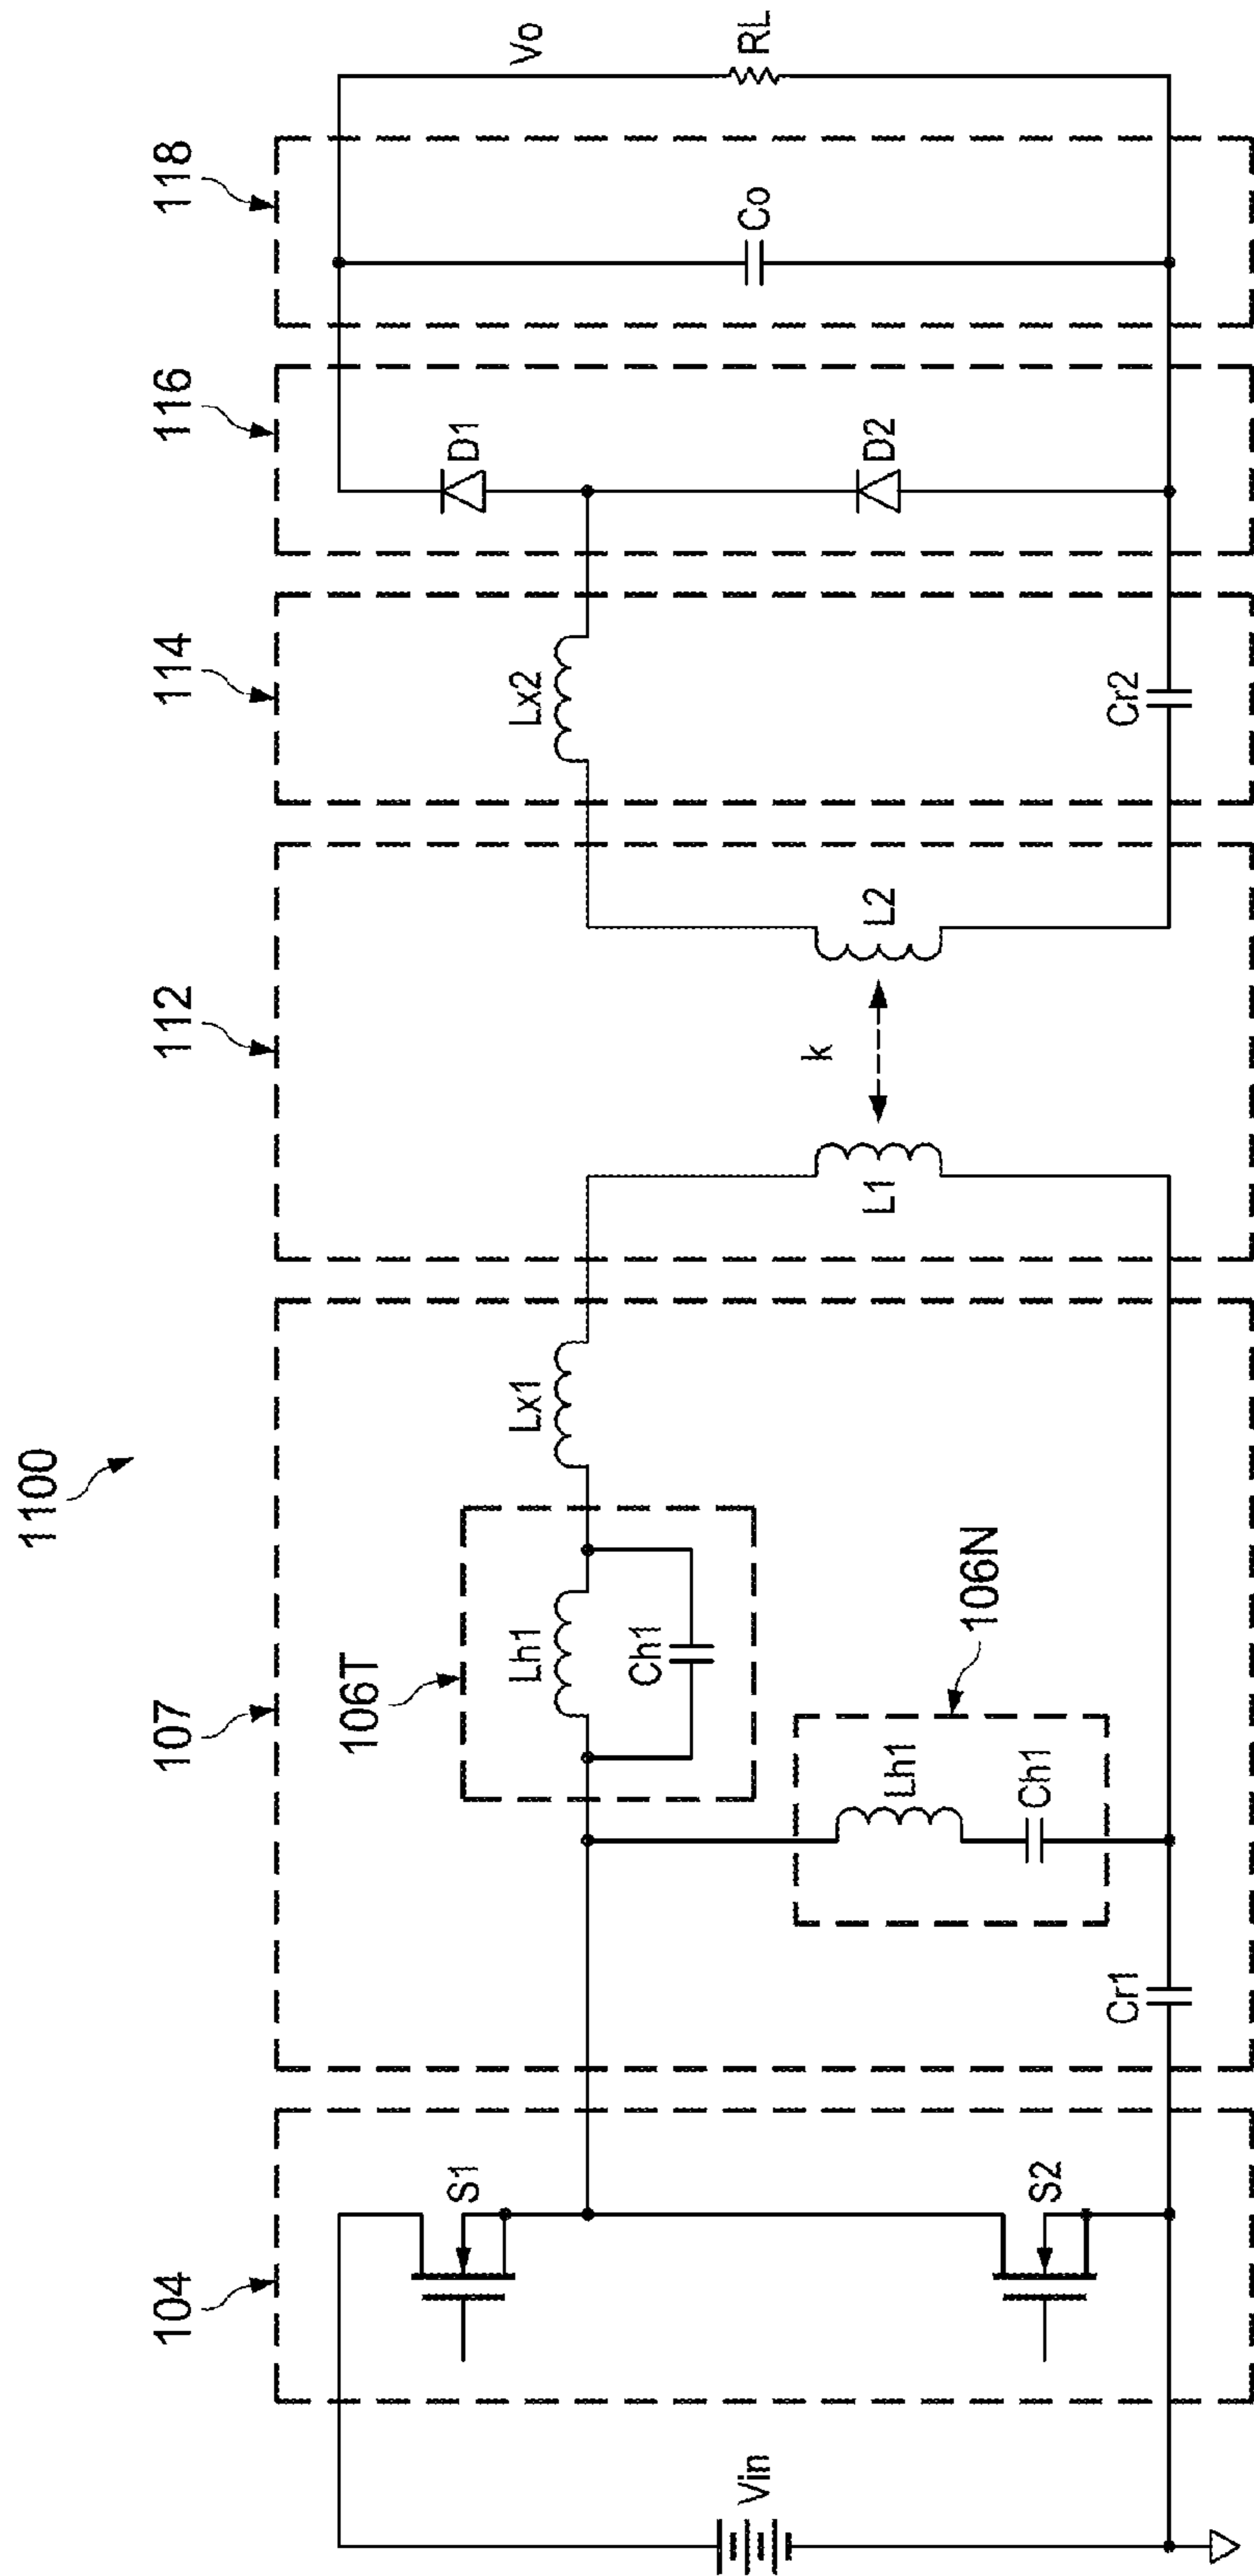 1100
104
107
112
114
116
118
106T
106N
Vin
S1
S2
Cr1
Lh1
Ch1
Lh1
Ch1
Lx1
L1
k
L2
Lx2
Cr2
D1
D2
Co
Vo
RL